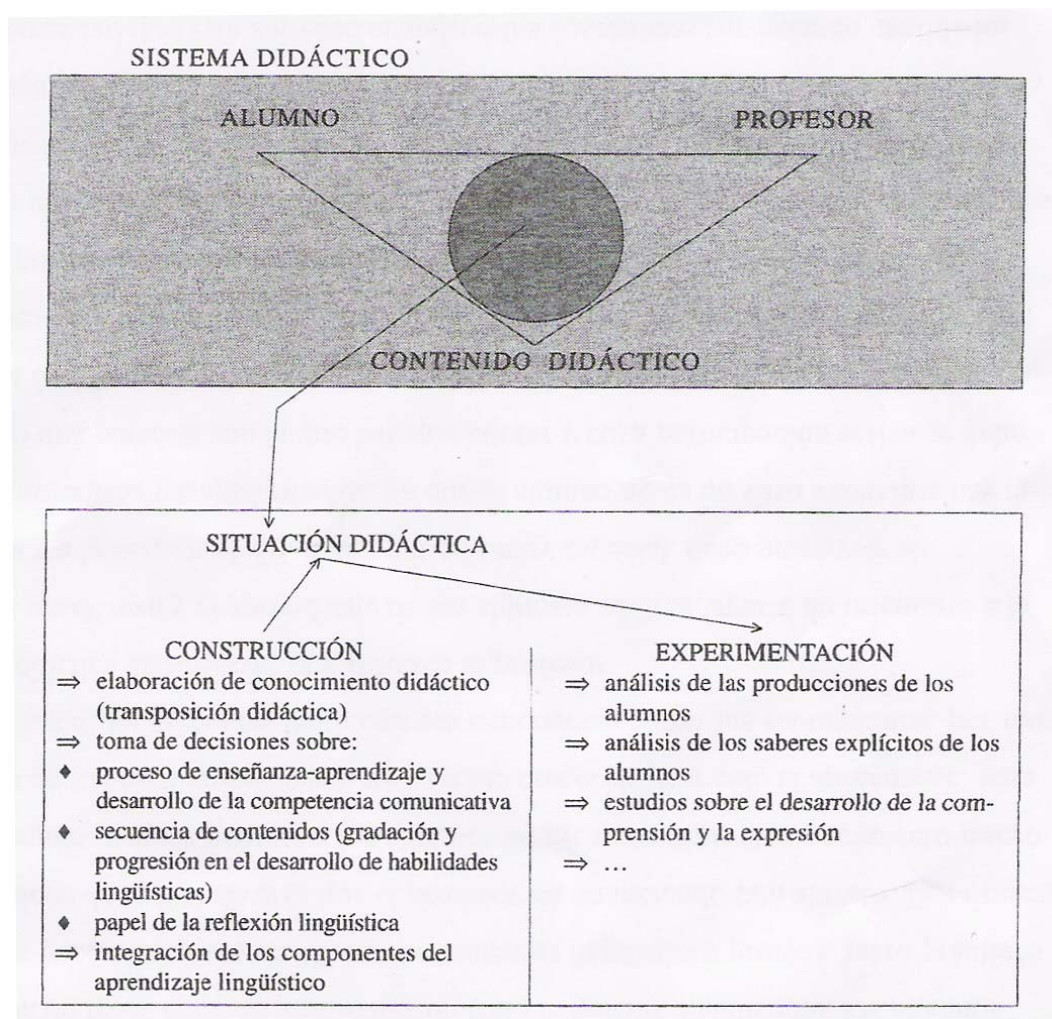 SISTEMA DIDÁCTICO
ALUMNO
PROFESOR
CONTENIDO DIDÁCTICO
SITUACIÓN DIDÁCTICA
CONSTRUCCIÓN
⇒ elaboración de conocimiento didáctico
(transposición didáctica)
⇒ toma de decisiones sobre:
♦ proceso de enseñanza-aprendizaje y
desarrollo de la competencia comunicativa
♦ secuencia de contenidos (gradación y
progresión en el desarrollo de habilidades
lingüísticas)
♦ papel de la reflexión lingüística
⇒ integración de los componentes del
aprendizaje lingüístico
EXPERIMENTACIÓN
⇒ análisis de las producciones de los
alumnos
⇒ análisis de los saberes explícitos de los
alumnos
⇒ estudios sobre el desarrollo de la com-
prensión y la expresión
⇒ ...